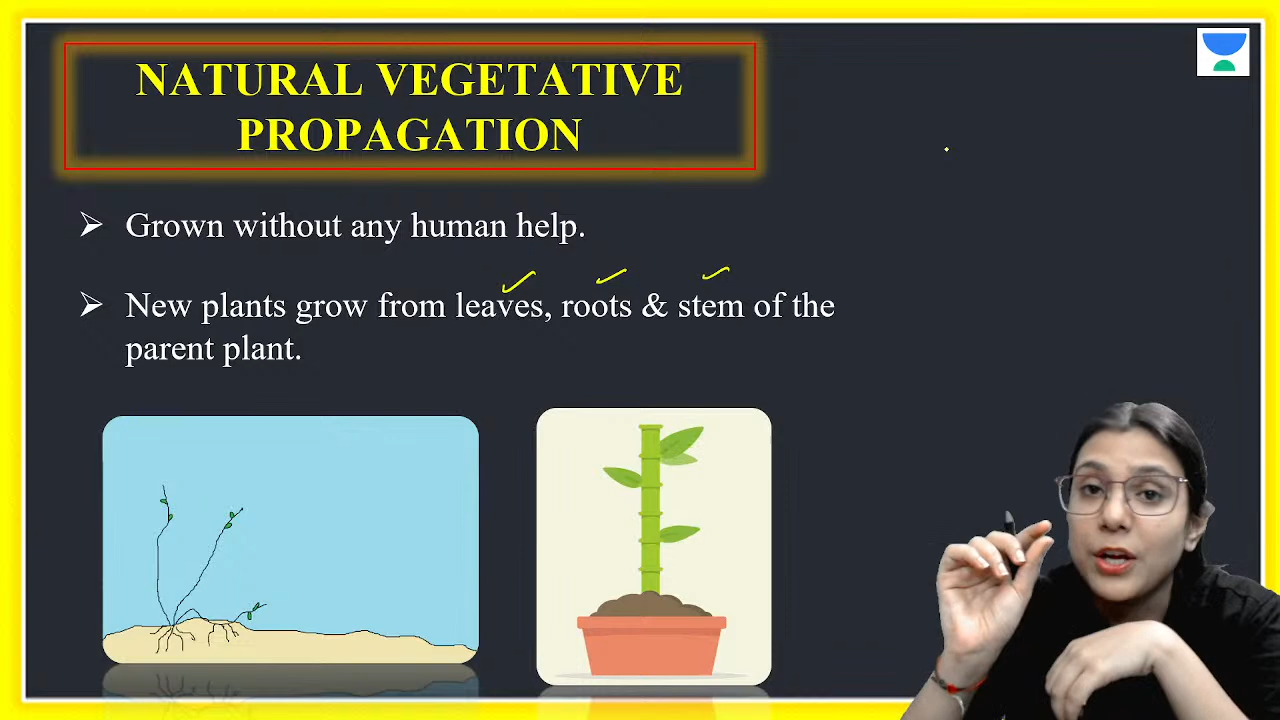 NATURAL VEGETATIVE
PROPAGATION
Grown without any human help.
New plants grow from leaves, roots & stem of the
parent plant.